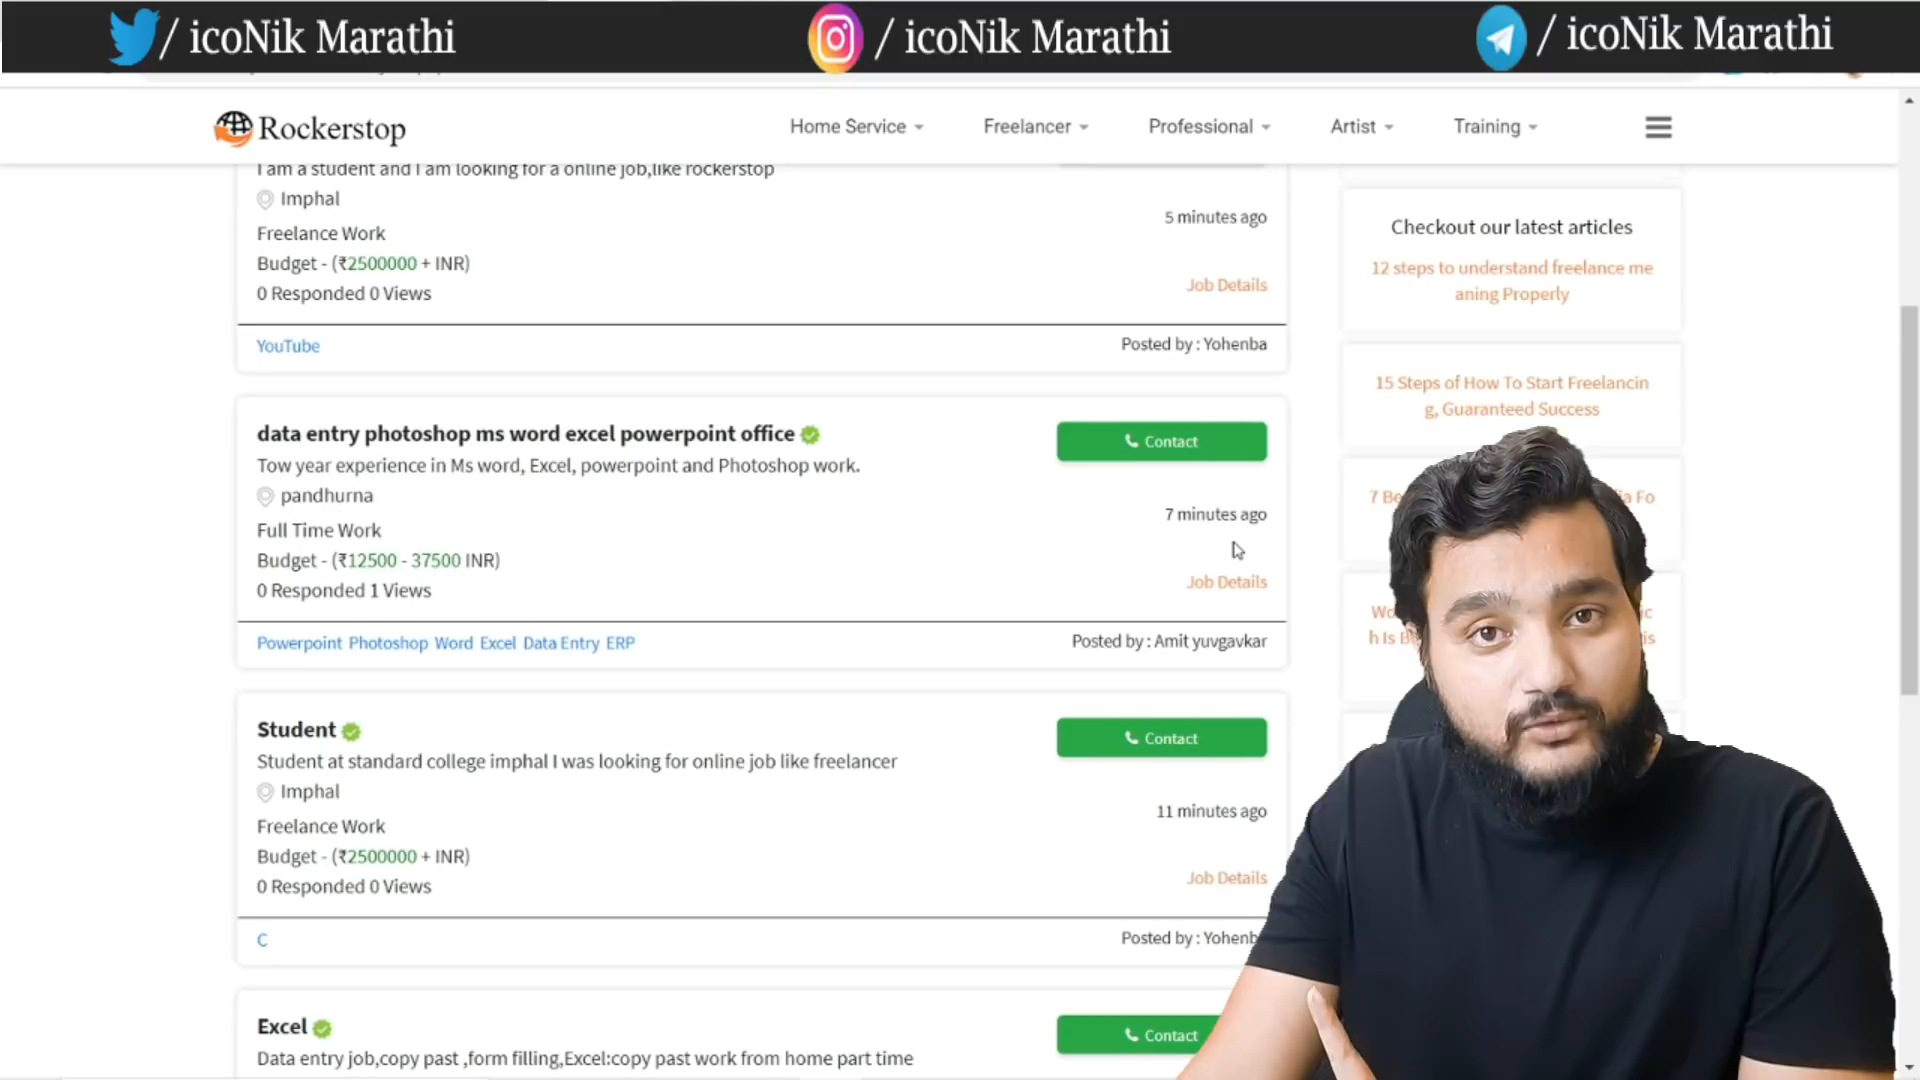 / icoNik Marathi
/ icoNik Marathi
/ icoNik Marathi
Rockerstop
Home Service
Freelancer
Professional
Artist
Training
I am a student and I am looking for a online job,like rockerstop
Imphal
5 minutes ago
Freelance Work
Budget - (₹2500000 + INR)
0 Responded 0 Views
Job Details
YouTube
Posted by : Yohenba
data entry photoshop ms word excel powerpoint office
Contact
Tow year experience in Ms word, Excel, powerpoint and Photoshop work.
pandhurna
7 minutes ago
Full Time Work
Budget - (₹12500 - 37500 INR)
0 Responded 1 Views
Job Details
Powerpoint Photoshop Word Excel Data Entry ERP
Posted by : Amit yuvgavkar
Student
Contact
Student at standard college imphal I was looking for online job like freelancer
Imphal
11 minutes ago
Freelance Work
Budget - (₹2500000 + INR)
0 Responded 0 Views
Job Details
C
Posted by :
Excel
Contact
Data entry job,copy past ,form filling,Excel:copy past work from home part time
Checkout our latest articles
12 steps to understand freelance me
aning Properly
15 Steps of How To Start Freelancin
g, Guaranteed Success
7
Fo
h Is